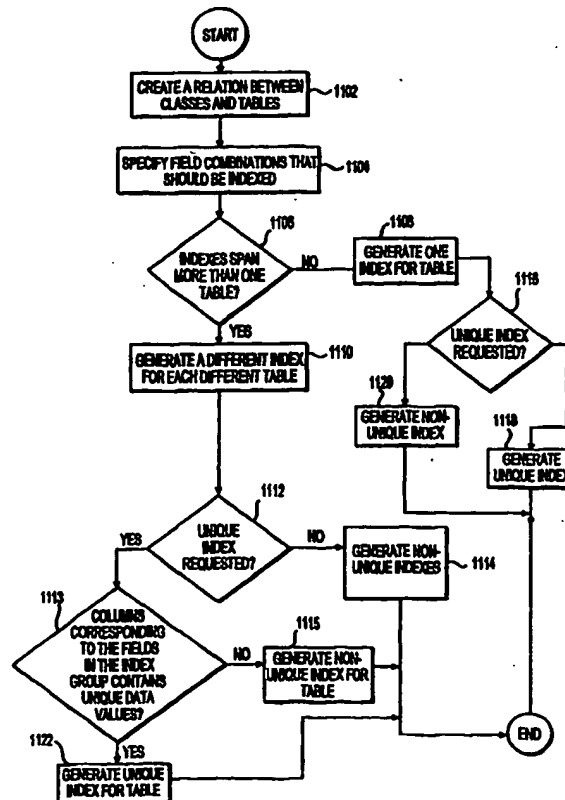 START
CREATE A RELATION BETWEEN
CLASSES AND TABLES
1102
SPECIFY FIELD COMBINATIONS THAT
SHOULD BE INDEXED
1104
1106
INDEXES SPAN
MORE THAN ONE
TABLE?
NO
1108
GENERATE ONE
INDEX FOR TABLE
1116
UNIQUE INDEX
REQUESTED?
YES
GENERATE A DIFFERENT INDEX
FOR EACH DIFFERENT TABLE
1110
1120
GENERATE NON-
UNIQUE INDEX
1118
GENERATE
UNIQUE INDEX
1112
UNIQUE
INDEX
REQUESTED?
YES
NO
GENERATE NON-
UNIQUE INDEXES
1114
1113
COLUMNS
CORRESPONDING
TO THE FIELDS
IN THE INDEX
GROUP CONTAINS
UNIQUE DATA
VALUES?
NO
1115
GENERATE NON-
UNIQUE INDEX FOR
TABLE
YES
1122
GENERATE UNIQUE
INDEX FOR TABLE
END